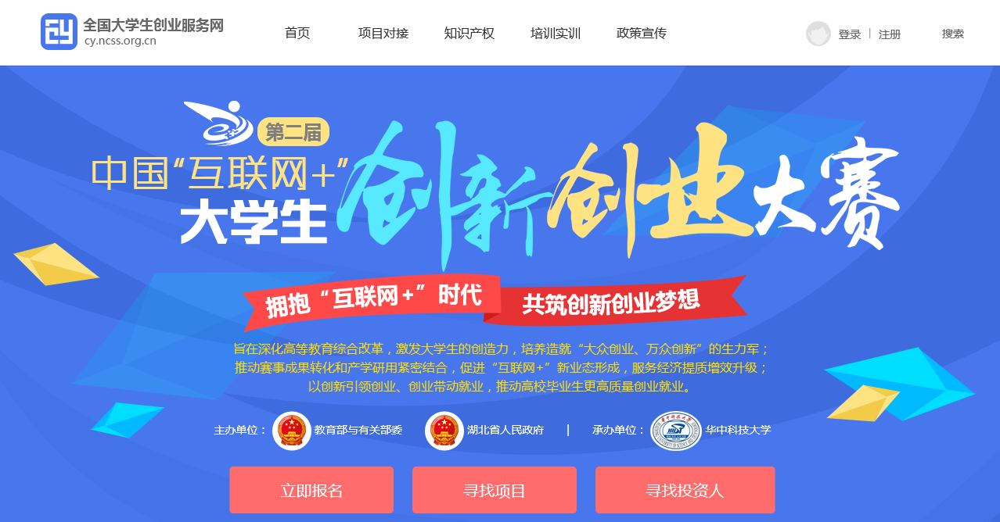 全国大学生创业服务网
cy.ncss.org.cn
首页 项目对接 知识产权 培训实训 政策宣传
登录 | 注册 搜索
第二届
中国“互联网+”
大学生
创新创业大赛
拥抱“互联网+”时代 共筑创新创业梦想
旨在深化高等教育综合改革，激发大学生的创造力，培养造就“大众创业、万众创新”的生力军；
推动赛事成果转化和产学研用紧密结合，促进“互联网+”新业态形成，服务经济提质增效升级；
以创新引领创业、创业带动就业，推动高校毕业生更高质量创业就业。
主办单位： 教育部与有关部委 湖北省人民政府 | 承办单位： 华中科技大学
立即报名 寻找项目 寻找投资人